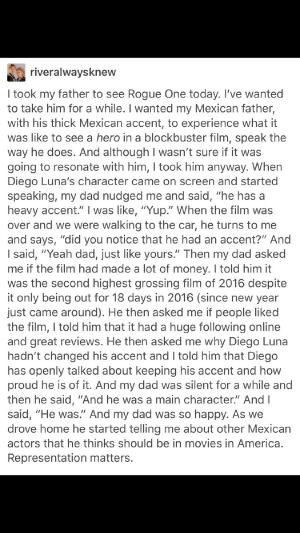 riveralwaysknew
I took my father to see Rogue One today. I've wanted
to take him for a while. I wanted my Mexican father,
with his thick Mexican accent, to experience what it
was like to see a hero in a blockbuster film, speak the
way he does. And although I wasn't sure if it was
going to resonate with him, I took him anyway. When
Diego Luna's character came on screen and started
speaking, my dad nudged me and said, "he has a
heavy accent." I was like, "Yup." When the film was
over and we were walking to the car, he turns to me
and says, "did you notice that he had an accent?" And
I said, "Yeah dad, just like yours." Then my dad asked
me if the film had made a lot of money. I told him it
was the second highest grossing film of 2016 despite
it only being out for 18 days in 2016 (since new year
just came around). He then asked me if people liked
the film, I told him that it had a huge following online
and great reviews. He then asked me why Diego Luna
hadn't changed his accent and I told him that Diego
has openly talked about keeping his accent and how
proud he is of it. And my dad was silent for a while and
then he said, "And he was a main character." And I
said, "He was." And my dad was so happy. As we
drove home he started telling me about other Mexican
actors that he thinks should be in movies in America.
Representation matters.